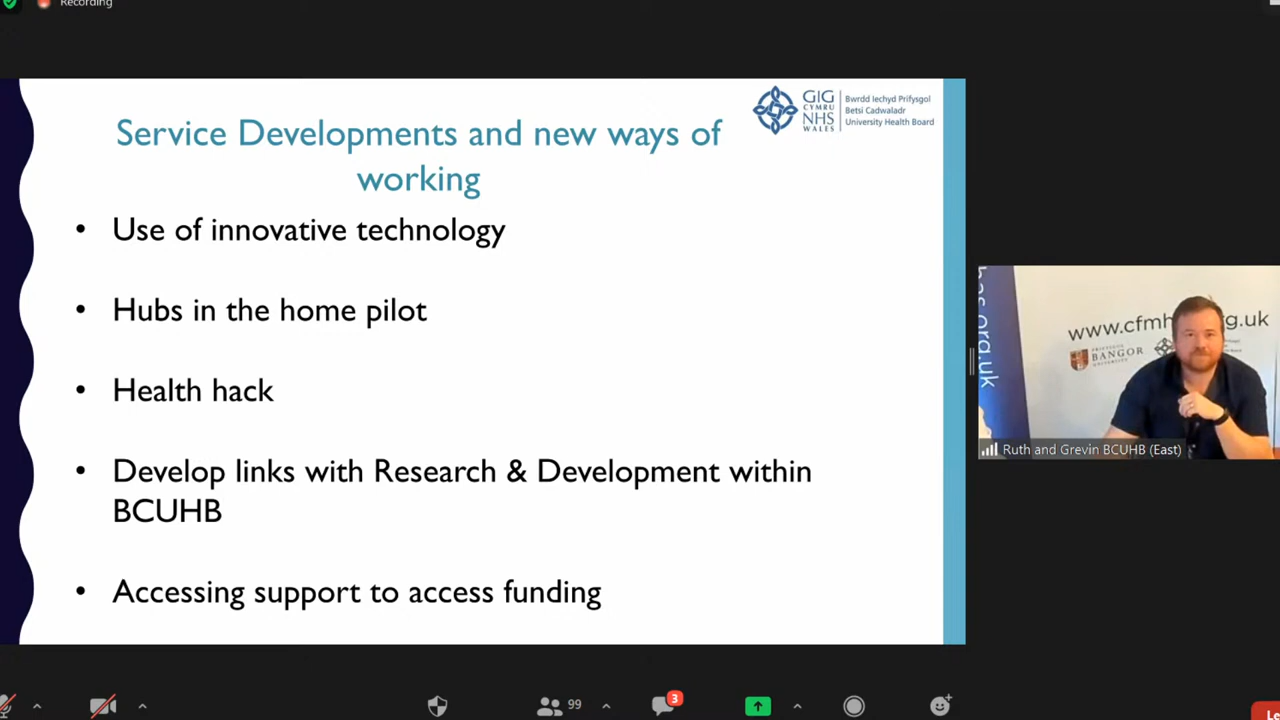 Recording
Service Developments and new ways of
working
GIG
CYMRU
NHS
WALES
Bwrdd Iechyd Prifysgol
Betsi Cadwaladr
University Health Board
• Use of innovative technology
• Hubs in the home pilot
• Health hack
• Develop links with Research & Development within
BCUHB
• Accessing support to access funding
www.cfmh
g.uk
PRIFYSGOL
BANGOR
UNIVERSITY
.org.uk
Ruth and Grevin BCUHB (East)
99
3
Le